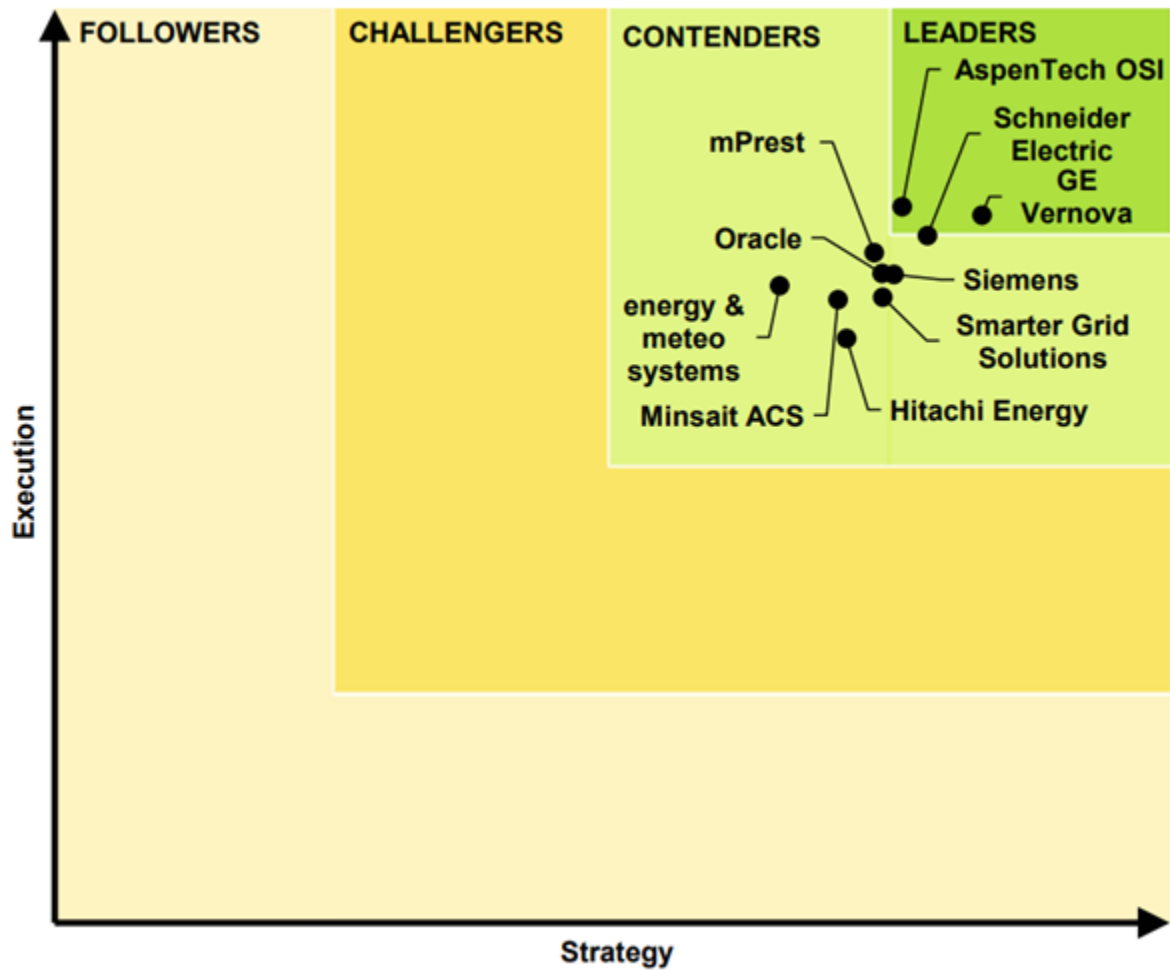 FOLLOWERS
CHALLENGERS
CONTENDERS
LEADERS
AspenTech OSI
Schneider
Electric
GE
Vernova
mPrest
Oracle
Siemens
energy &
meteo
systems
Smarter Grid
Solutions
Minsait ACS
Hitachi Energy
Execution
Strategy